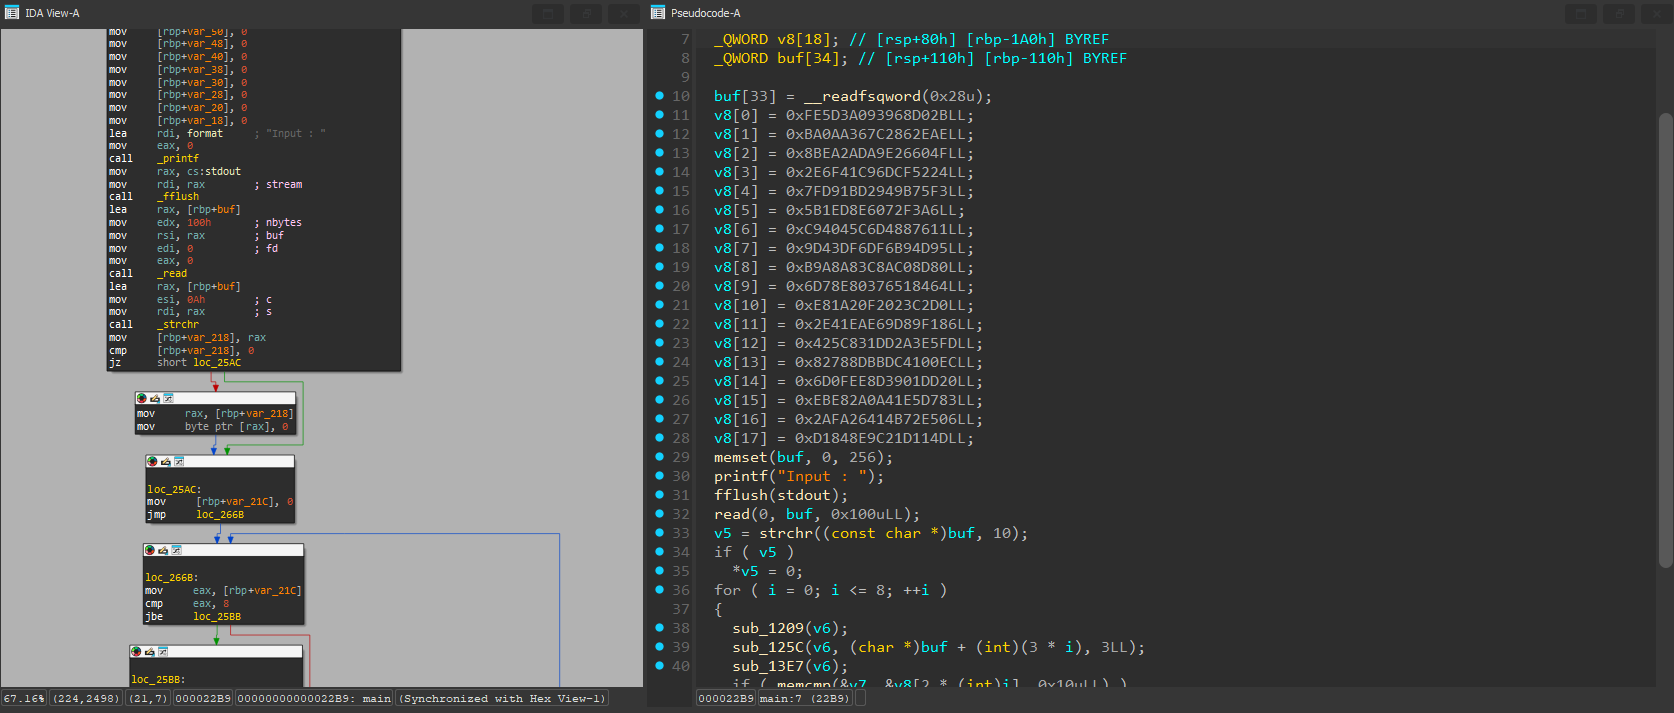 IDA View-A
mov [rbp+var_50], 0
mov [rbp+var_48], 0
mov [rbp+var_40], 0
mov [rbp+var_38], 0
mov [rbp+var_30], 0
mov [rbp+var_28], 0
mov [rbp+var_20], 0
mov [rbp+var_18], 0
lea rdi, format ; "Input : "
mov eax, 0
call _printf
mov rax, cs:stdout
mov rdi, rax ; stream
call _fflush
lea rax, [rbp+buf]
mov edx, 100h ; nbytes
mov rsi, rax ; buf
mov edi, 0 ; fd
mov eax, 0
call _read
lea rax, [rbp+buf]
mov esi, 0Ah ; c
mov rdi, rax ; s
call _strchr
mov [rbp+var_218], rax
cmp [rbp+var_218], 0
jz short loc_25AC
mov rax, [rbp+var_218]
mov byte ptr [rax], 0
loc_25AC:
mov [rbp+var_21C], 0
jmp loc_266B
loc_266B:
mov eax, [rbp+var_21C]
cmp eax, 8
jbe loc_25BB
loc_25BB:
67.16% (224,2498) (21,7) 000022B9 00000000000022B9: main (Synchronized with Hex View-1)
Pseudocode-A
7 _QWORD v8[18]; // [rsp+80h] [rbp-1A0h] BYREF
8 _QWORD buf[34]; // [rsp+110h] [rbp-110h] BYREF
9
10 buf[33] = __readfsqword(0x28u);
11 v8[0] = 0xFE5D3A093968D02BLL;
12 v8[1] = 0xBA0AA367C2862EAELL;
13 v8[2] = 0x8BEA2ADA9E26604FLL;
14 v8[3] = 0x2E6F41C96DCF5224LL;
15 v8[4] = 0x7FD91BD2949B75F3LL;
16 v8[5] = 0x5B1ED8E6072F3A6LL;
17 v8[6] = 0xC94045C6D4887611LL;
18 v8[7] = 0x9D43DF6DF6B94D95LL;
19 v8[8] = 0xB9A8A83C8AC08D80LL;
20 v8[9] = 0x6D78E80376518464LL;
21 v8[10] = 0xE81A20F2023C2D0LL;
22 v8[11] = 0x2E41EAE69D89F186LL;
23 v8[12] = 0x425C831DD2A3E5FDLL;
24 v8[13] = 0x82788DBBDC4100ECLL;
25 v8[14] = 0x6D0FEE8D3901DD20LL;
26 v8[15] = 0xEBE82A0A41E5D783LL;
27 v8[16] = 0x2AFA26414B72E506LL;
28 v8[17] = 0xD1848E9C21D114DLL;
29 memset(buf, 0, 256);
30 printf("Input : ");
31 fflush(stdout);
32 read(0, buf, 0x100uLL);
33 v5 = strchr((const char *)buf, 10);
34 if ( v5 )
35 *v5 = 0;
36 for ( i = 0; i <= 8; ++i )
37 {
38 sub_1209(v6);
39 sub_125C(v6, (char *)buf + (int)(3 * i), 3LL);
40 sub_13E7(v6);
if ( memcmp(&v7, &v8[2 * (int)i], 0x10uLL) )
000022B9 main:7 (22B9)